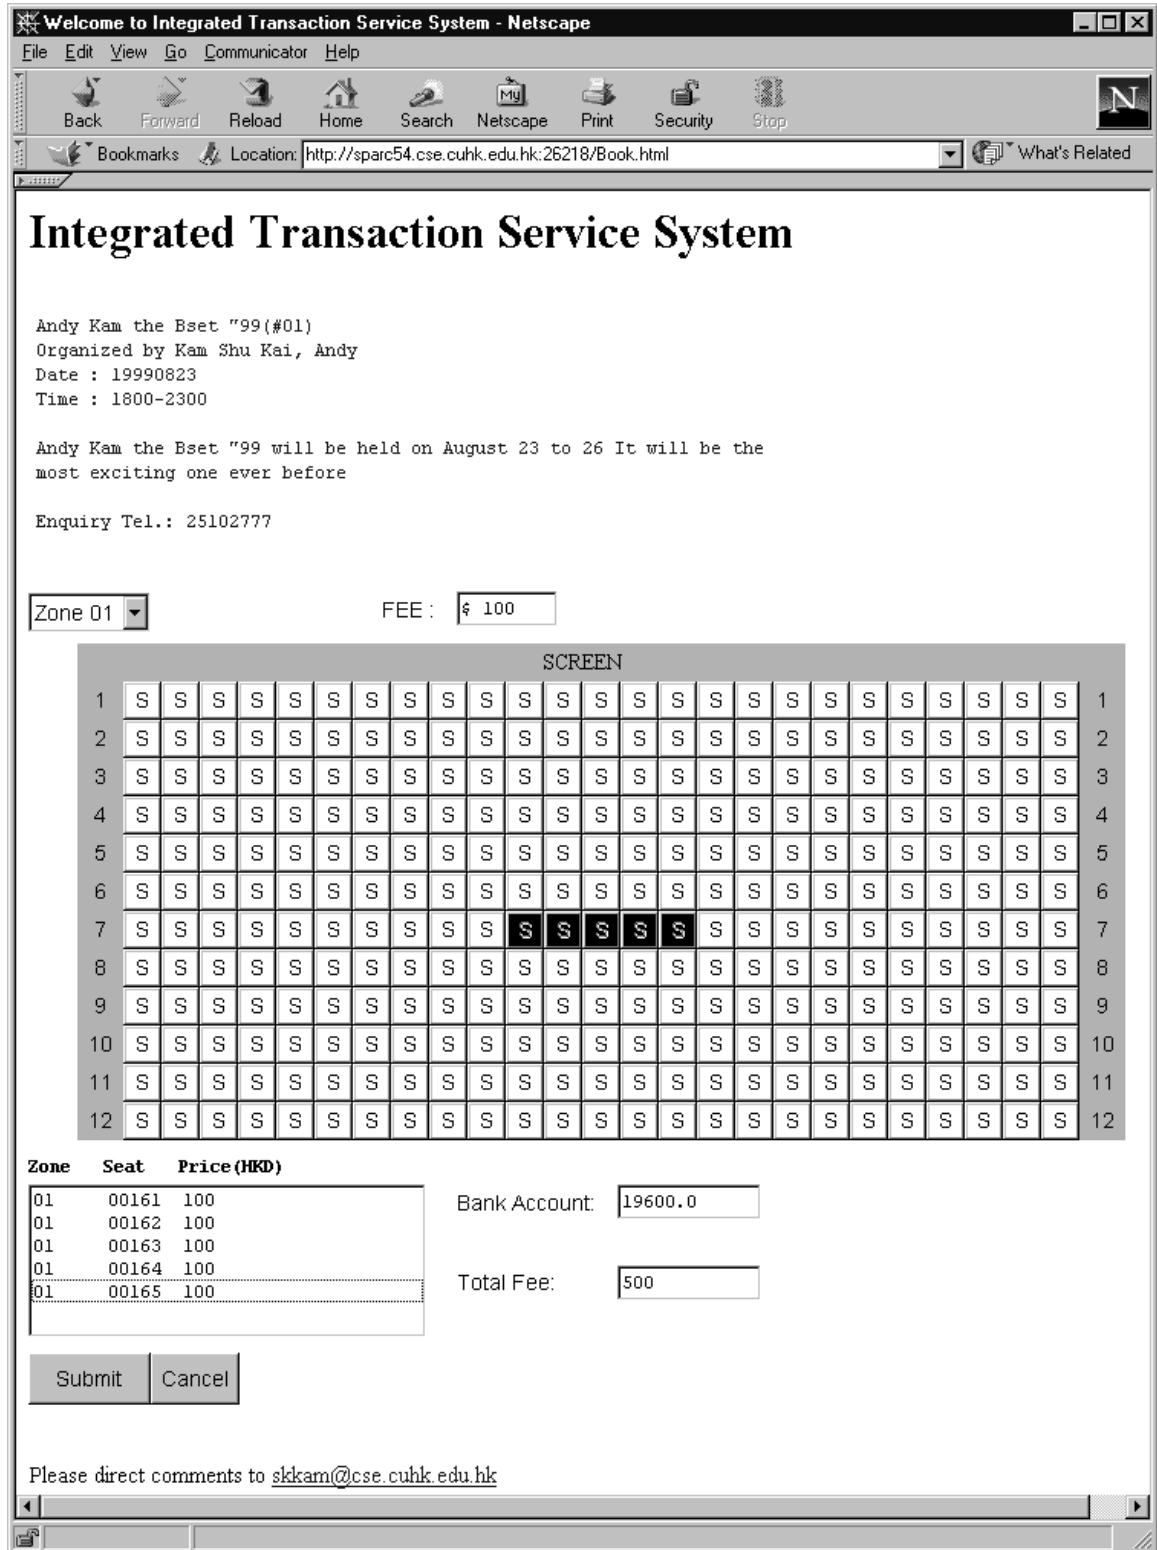 Welcome to Integrated Transaction Service System - Netscape
File Edit View Go Communicator Help
My N
Back Forward Reload Home Search Netscape Print Security Stop
Bookmarks Location: http://sparc54.cse.cuhk.edu.hk:26218/Book.html What's Related
Integrated Transaction Service System
Andy Kam the Bset "99(#01)
Organized by Kam Shu Kai, Andy
Date : 19990823
Time : 1800-2300
Andy Kam the Bset "99 will be held on August 23 to 26 It will be the
most exciting one ever before
Enquiry Tel.: 25102777
Zone 01 FEE : $ 100
SCREEN
1 S S S S S S S S S S S S S S S S S S S S S S S S S 1
2 S S S S S S S S S S S S S S S S S S S S S S S S S 2
3 S S S S S S S S S S S S S S S S S S S S S S S S S 3
4 S S S S S S S S S S S S S S S S S S S S S S S S S 4
5 S S S S S S S S S S S S S S S S S S S S S S S S S 5
6 S S S S S S S S S S S S S S S S S S S S S S S S S 6
7 S S S S S S S S S S S S S S S S S S S S S S S S S 7
8 S S S S S S S S S S S S S S S S S S S S S S S S S 8
9 S S S S S S S S S S S S S S S S S S S S S S S S S 9
10 S S S S S S S S S S S S S S S S S S S S S S S S S 10
11 S S S S S S S S S S S S S S S S S S S S S S S S S 11
12 S S S S S S S S S S S S S S S S S S S S S S S S S 12
Zone Seat Price(HKD)
01 00161 100
01 00162 100
01 00163 100
01 00164 100
01 00165 100
Bank Account: 19600.0
Total Fee: 500
Submit Cancel
Please direct comments to skkam@cse.cuhk.edu.hk